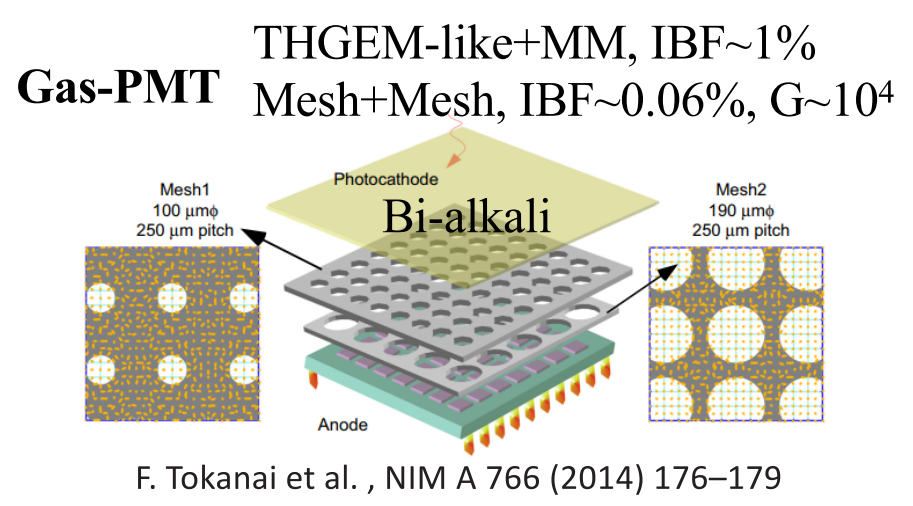 THGEM-like+MM, IBF~1%
Gas-PMT
Mesh+Mesh, IBF~0.06%, G~10⁴
Photocathode
Bi-alkali
Mesh1
100 μmϕ
250 μm pitch
Mesh2
190 μmϕ
250 μm pitch
Anode
F. Tokanai et al. , NIM A 766 (2014) 176–179